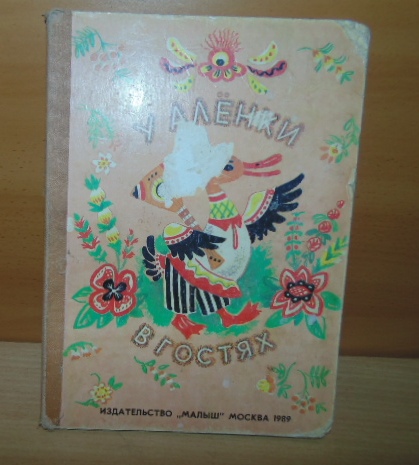 У АЛЁНКИ
В ГОСТЯХ
ИЗДАТЕЛЬСТВО „МАЛЫШ" МОСКВА 1989